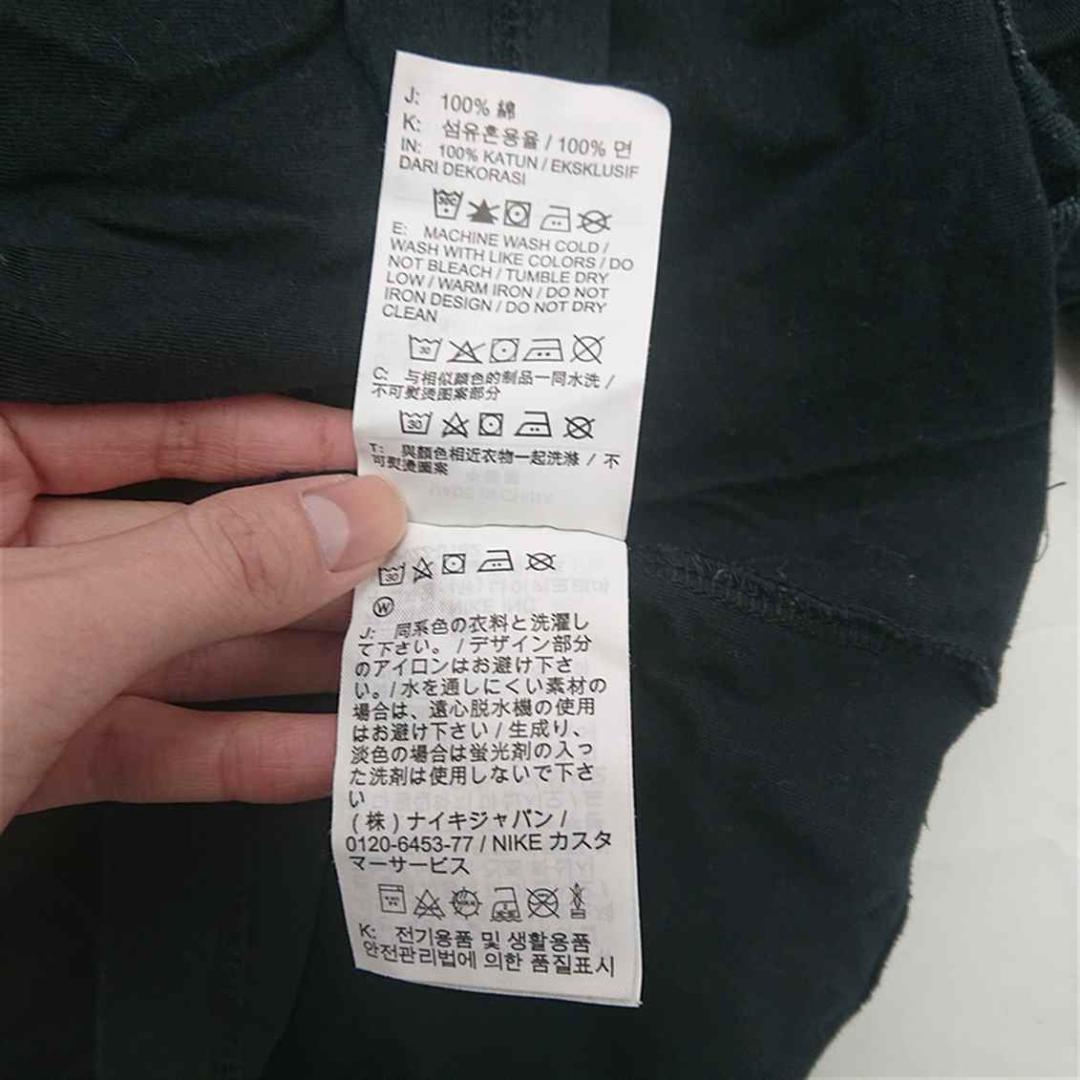 J: 100% 綿
K: 섬유혼용율 / 100% 면
IN: 100% KATUN / EKSKLUSIF
DARI DEKORASI
E: MACHINE WASH COLD /
WASH WITH LIKE COLORS / DO
NOT BLEACH / TUMBLE DRY
LOW / WARM IRON / DO NOT
IRON DESIGN / DO NOT DRY
CLEAN
30
C: 与相似颜色的制品一同水洗 /
不可熨烫图案部分
30
T: 與顏色相近衣物一起洗滌 / 不
可熨燙圖案
30
W
J: 同系色の衣料と洗濯し
て下さい。 / デザイン部分
のアイロンはお避け下さ
い。/ 水を通しにくい素材の
場合は、遠心脱水機の使用
はお避け下さい / 生成り、
淡色の場合は蛍光剤の入っ
た洗剤は使用しないで下さ
い
(株) ナイキジャパン /
0120-6453-77 / NIKE カスタ
マーサービス
K: 전기용품 및 생활용품
안전관리법에 의한 품질표시